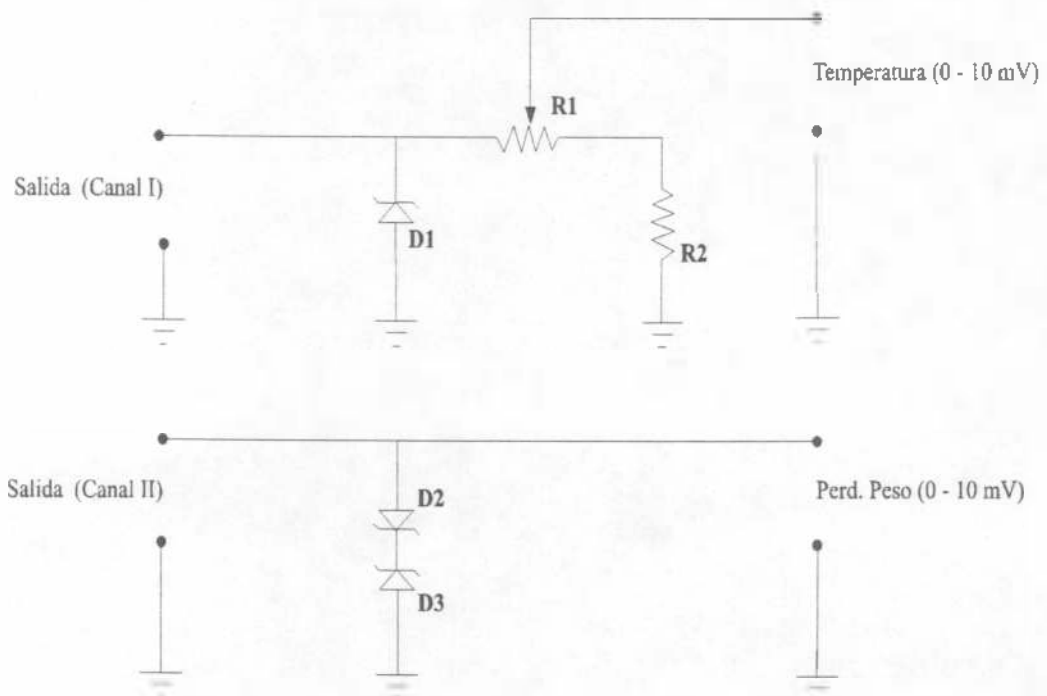 Temperatura (0 - 10 mV)
R1
Salida (Canal I)
D1
R2
Salida (Canal II)
D2
Perd. Peso (0 - 10 mV)
D3